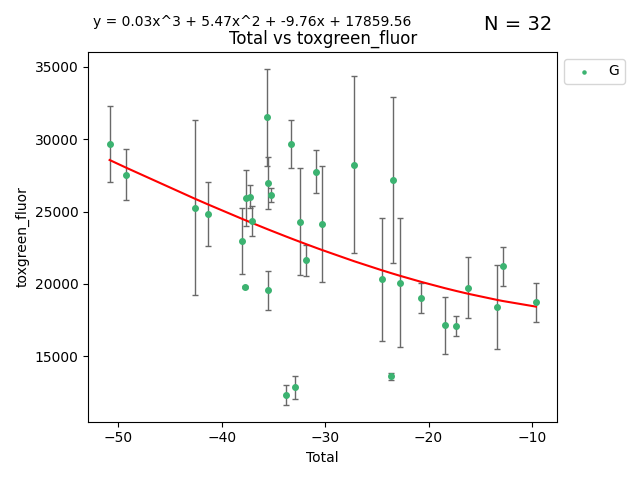 y = 0.03x^3 + 5.47x^2 + -9.76x + 17859.56
N = 32
Total vs toxgreen_fluor
G
35000
30000
25000
20000
15000
toxgreen_fluor
−50
−40
−30
−20
−10
Total